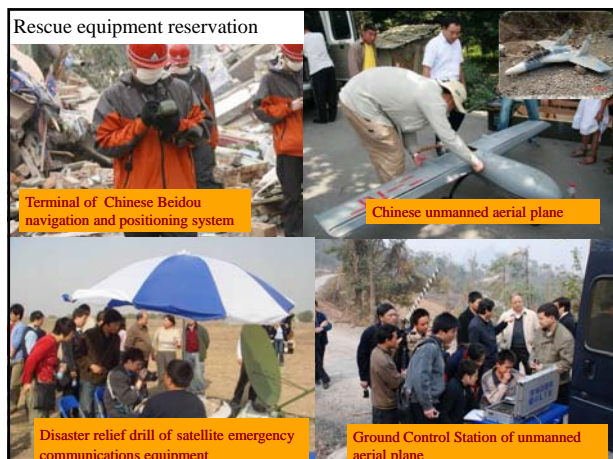 Rescue equipment reservation
Terminal of Chinese Beidou
navigation and positioning system
Chinese unmanned aerial plane
Disaster relief drill of satellite emergency
communications equipment
Ground Control Station of unmanned
aerial plane